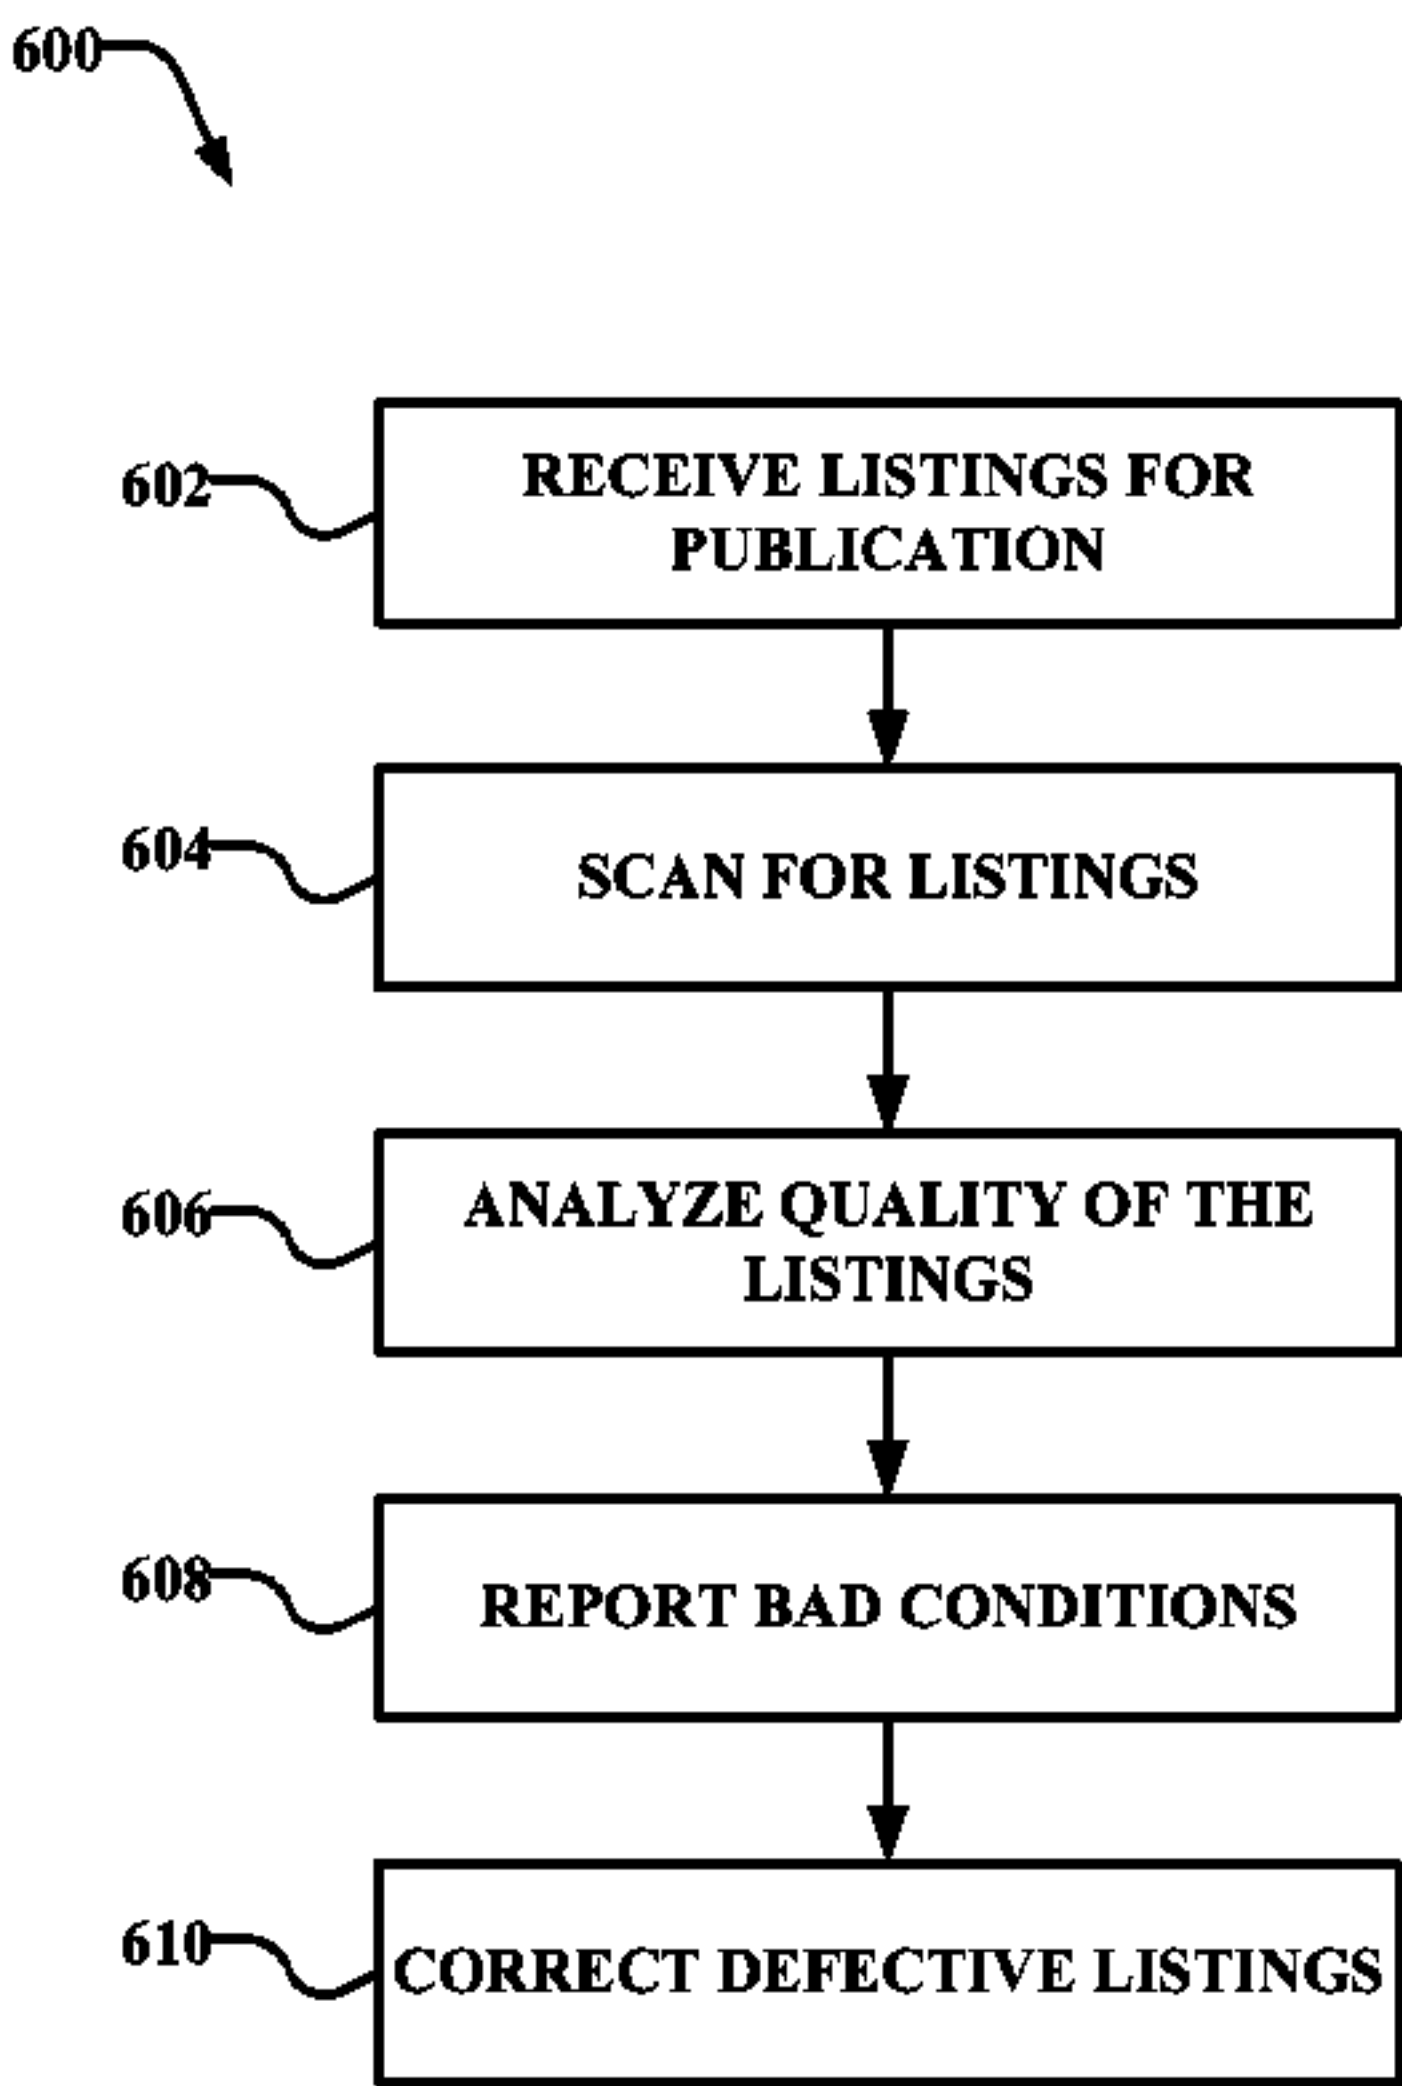 600
602
RECEIVE LISTINGS FOR
PUBLICATION
604
SCAN FOR LISTINGS
606
ANALYZE QUALITY OF THE
LISTINGS
608
REPORT BAD CONDITIONS
610
CORRECT DEFECTIVE LISTINGS